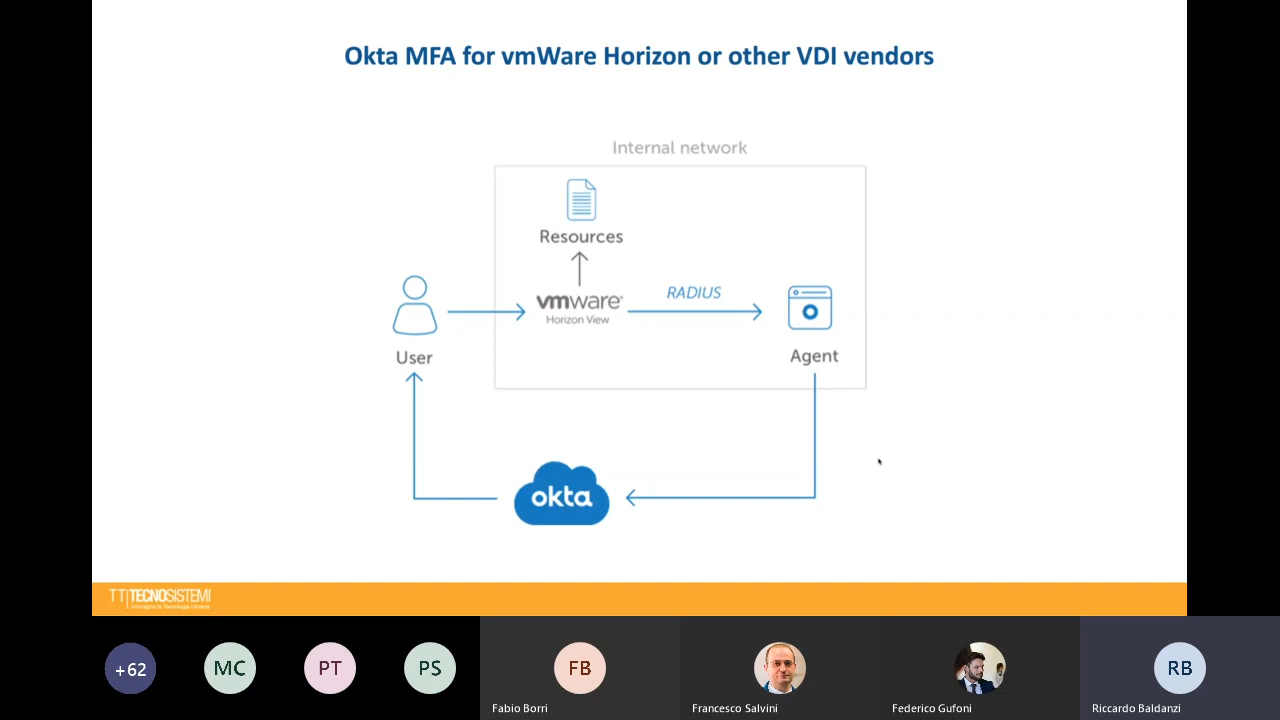 Okta MFA for vmWare Horizon or other VDI vendors
Internal network
Resources
vmware
Horizon View
RADIUS
User
Agent
okta
TT TECNOSISTEMI
+62
MC
PT
PS
FB
RB
Fabio Borri
Francesco Salvini
Federico Gufoni
Riccardo Baldanzi